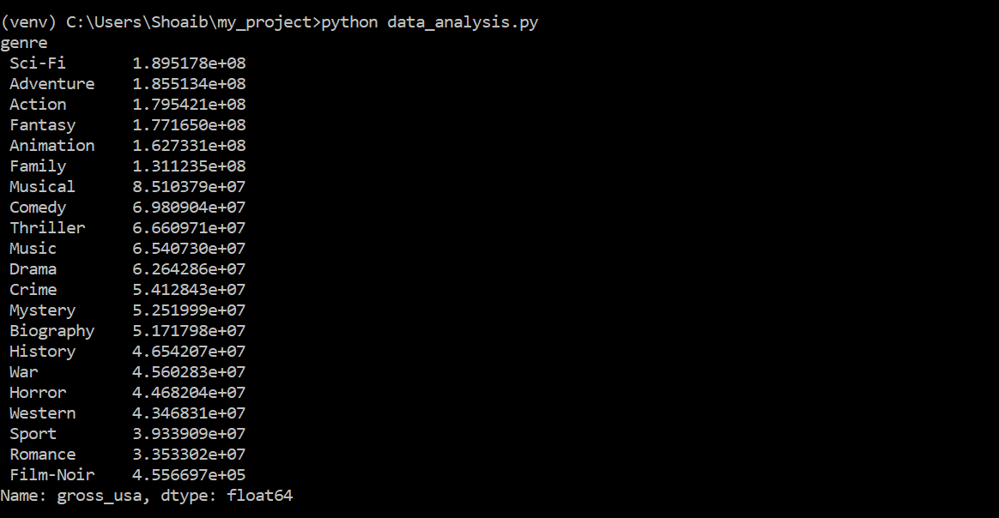 (venv) C:\Users\Shoaib\my_project>python data_analysis.py
genre
 Sci-Fi       1.895178e+08
 Adventure    1.855134e+08
 Action       1.795421e+08
 Fantasy      1.771650e+08
 Animation    1.627331e+08
 Family       1.311235e+08
 Musical      8.510379e+07
 Comedy       6.980904e+07
 Thriller     6.660971e+07
 Music        6.540730e+07
 Drama        6.264286e+07
 Crime        5.412843e+07
 Mystery      5.251999e+07
 Biography    5.171798e+07
 History      4.654207e+07
 War          4.560283e+07
 Horror       4.468204e+07
 Western      4.346831e+07
 Sport        3.933909e+07
 Romance      3.353302e+07
 Film-Noir    4.556697e+05
Name: gross_usa, dtype: float64